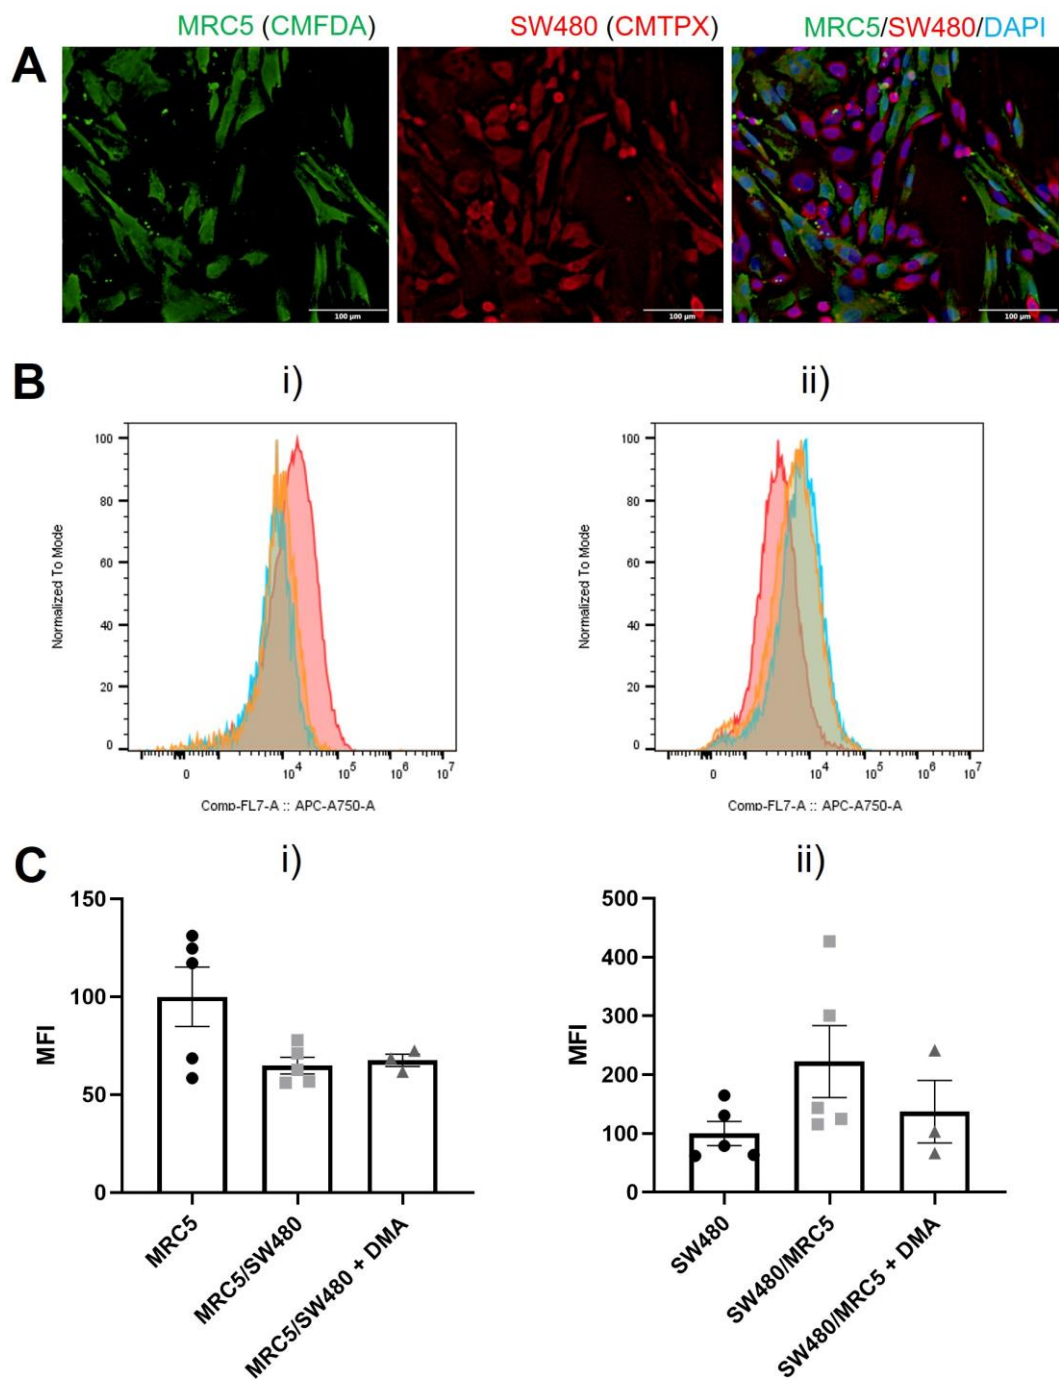 MRC5 (CMFDA)
SW480 (CMTPX)
MRC5/SW480/DAPI
A
100 µm
100 µm
100 µm
B
i)
ii)
100
80
60
40
20
0
Normalized To Mode
0
10^4
10^5
10^6
10^7
Comp-FL7-A :: APC-A750-A
100
80
60
40
20
0
Normalized To Mode
0
10^4
10^5
10^6
10^7
Comp-FL7-A :: APC-A750-A
C
i)
ii)
150
100
50
0
MFI
MRC5
MRC5/SW480
MRC5/SW480 + DMA
500
400
300
200
100
0
MFI
SW480
SW480/MRC5
SW480/MRC5 + DMA